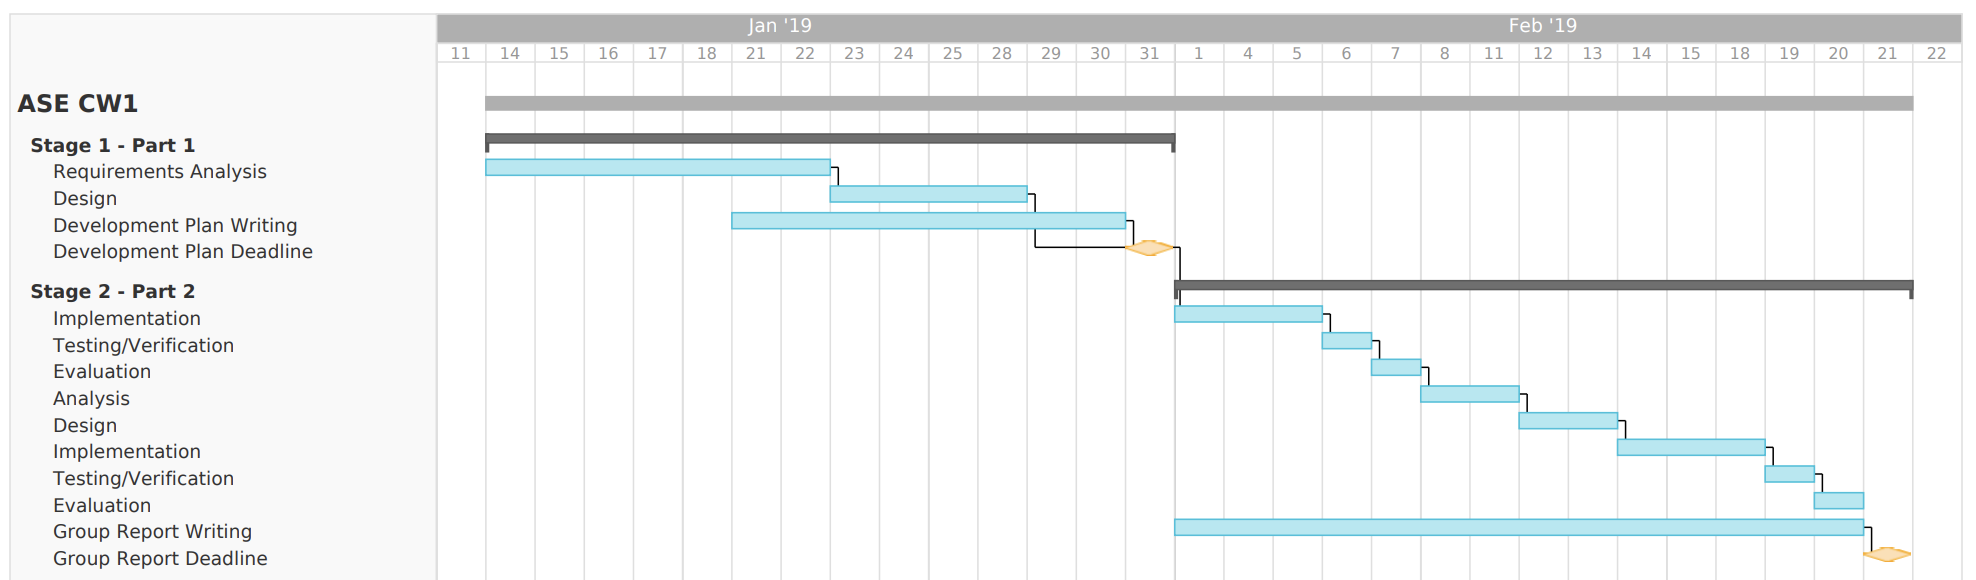 Jan '19 Feb '19
11 14 15 16 17 18 21 22 23 24 25 28 29 30 31 1 4 5 6 7 8 11 12 13 14 15 18 19 20 21 22
ASE CW1
Stage 1 - Part 1
Requirements Analysis
Design
Development Plan Writing
Development Plan Deadline
Stage 2 - Part 2
Implementation
Testing/Verification
Evaluation
Analysis
Design
Implementation
Testing/Verification
Evaluation
Group Report Writing
Group Report Deadline